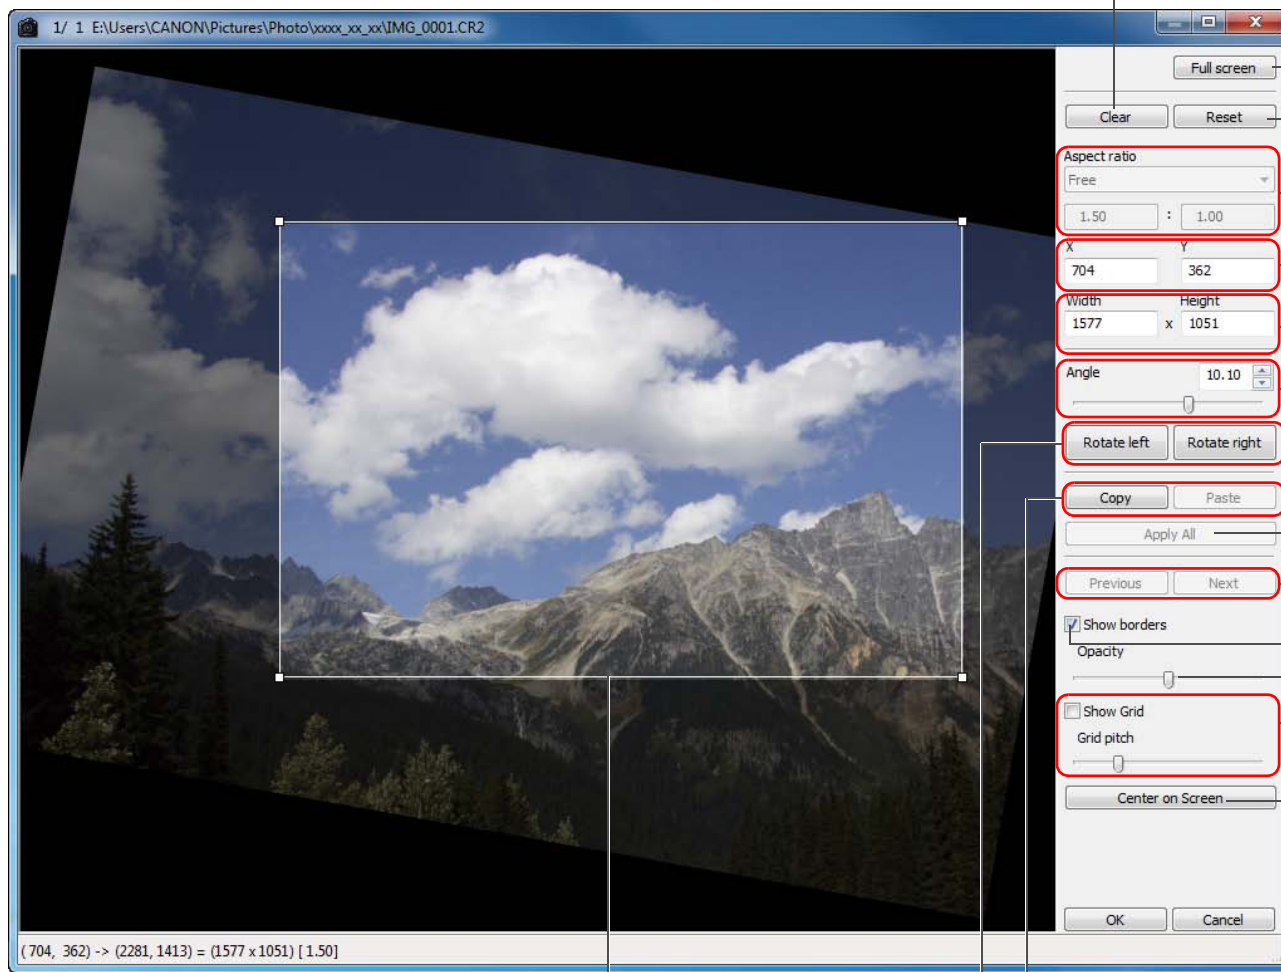 1/ 1 E:\Users\CANON\Pictures\Photo\xxxx_xx_xx\IMG_0001.CR2
Full screen
Clear Reset
Aspect ratio
Free
1.50 : 1.00
X Y
704 362
Width Height
1577 x 1051
Angle 10.10
Rotate left Rotate right
Copy Paste
Apply All
Previous Next
Show borders
Opacity
Show Grid
Grid pitch
Center on Screen
OK Cancel
( 704, 362) -> (2281, 1413) = (1577 x 1051) [ 1.50]